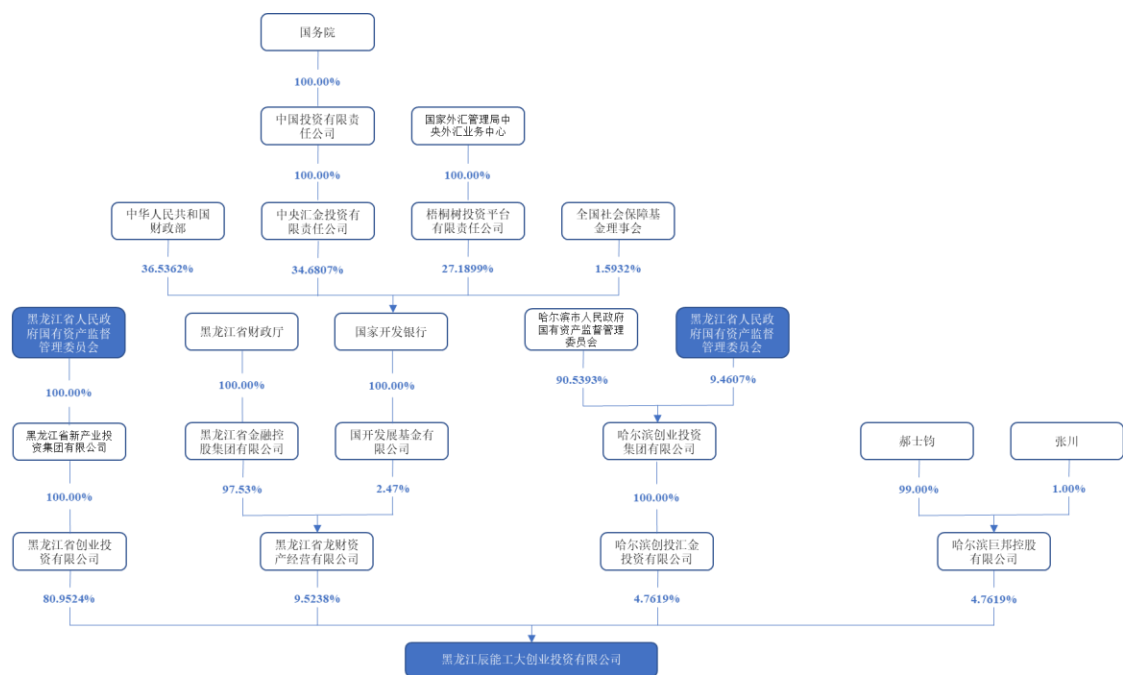 国务院
100.00%
中国投资有限责
任公司
国家外汇管理局中
央外汇业务中心
100.00%
100.00%
中华人民共和国
财政部
中央汇金投资有
限责任公司
梧桐树投资平台
有限责任公司
全国社会保障基
金理事会
36.5362%
34.6807%
27.1899%
1.5932%
黑龙江省人民政
府国有资产监督
管理委员会
黑龙江省财政厅
国家开发银行
哈尔滨市人民政府
国有资产监督管理
委员会
黑龙江省人民政
府国有资产监督
管理委员会
100.00%
100.00%
100.00%
90.5393%
9.4607%
黑龙江省新产业投
资集团有限公司
黑龙江省金融控
股集团有限公司
国开发展基金有
限公司
哈尔滨创业投资
集团有限公司
郝士钧
张川
100.00%
97.53%
2.47%
100.00%
99.00%
1.00%
黑龙江省创业投
资有限公司
黑龙江省龙财资
产经营有限公司
哈尔滨创投汇金
投资有限公司
哈尔滨巨邦控股
有限公司
80.9524%
9.5238%
4.7619%
4.7619%
黑龙江辰能工大创业投资有限公司